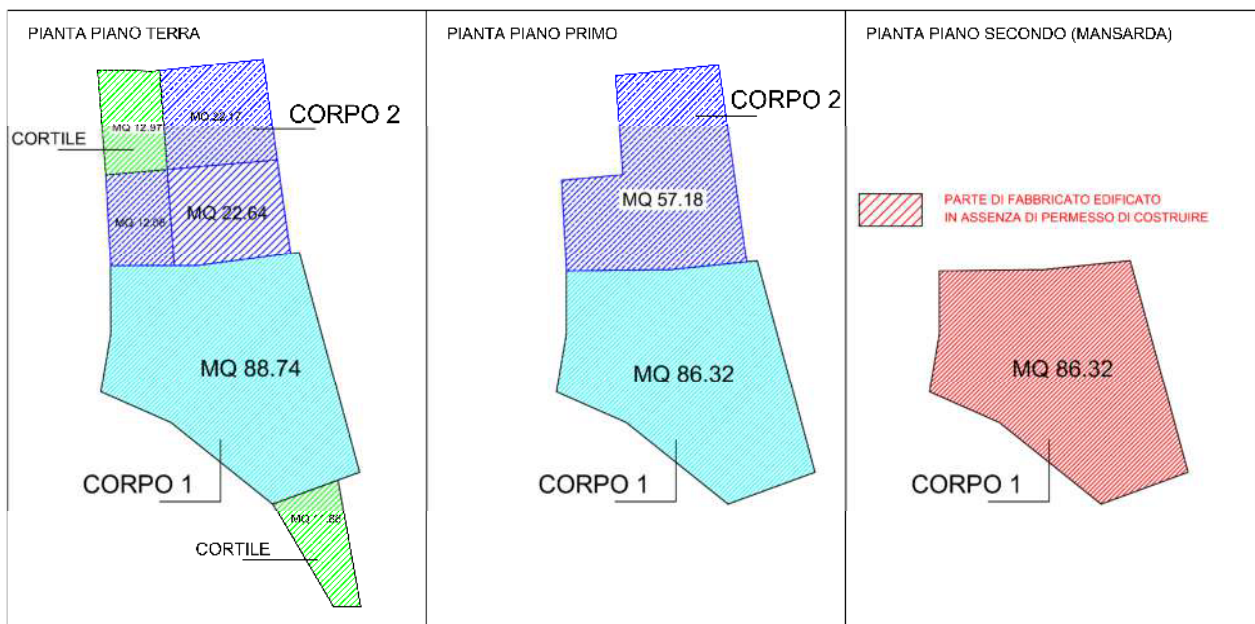 PIANTA PIANO TERRA
MQ 12.97
MQ 22.17
CORPO 2
CORTILE
MQ
MQ 22.64
MQ 88.74
CORPO 1
MQ
CORTILE
PIANTA PIANO PRIMO
CORPO 2
MQ 57.18
MQ 86.32
CORPO 1
PIANTA PIANO SECONDO (MANSARDA)
PARTE DI FABBRICATO EDIFICATO
IN ASSENZA DI PERMESSO DI COSTRUIRE
MQ 86.32
CORPO 1